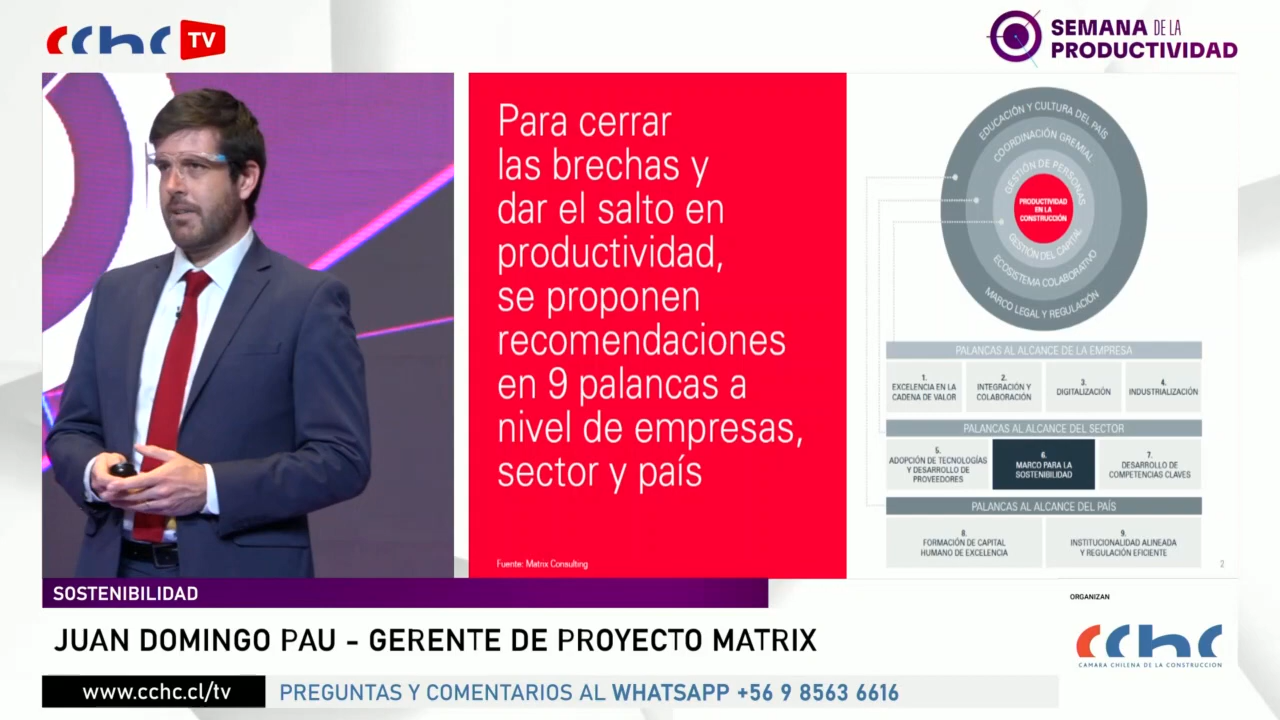 cchc TV
SEMANA DE LA
PRODUCTIVIDAD
Para cerrar
las brechas y
dar el salto en
productividad,
se proponen
recomendaciones
en 9 palancas a
nivel de empresas,
sector y país
Fuente: Matrix Consulting
EDUCACIÓN Y CULTURA DEL PAÍS
COORDINACIÓN GREMIAL
GESTIÓN DE PERSONAS
PRODUCTIVIDAD
EN LA
CONSTRUCCIÓN
GESTIÓN DEL CAPITAL
ECOSISTEMA COLABORATIVO
MARCO LEGAL Y REGULACIÓN
PALANCAS AL ALCANCE DE LA EMPRESA
1.
EXCELENCIA EN LA
CADENA DE VALOR
2.
INTEGRACIÓN Y
COLABORACIÓN
3.
DIGITALIZACIÓN
4.
INDUSTRIALIZACIÓN
PALANCAS AL ALCANCE DEL SECTOR
5.
ADOPCIÓN DE TECNOLOGÍAS
Y DESARROLLO DE
PROVEEDORES
6.
MARCO PARA LA
SOSTENIBILIDAD
7.
DESARROLLO DE
COMPETENCIAS CLAVES
PALANCAS AL ALCANCE DEL PAÍS
8.
FORMACIÓN DE CAPITAL
HUMANO DE EXCELENCIA
9.
INSTITUCIONALIDAD ALINEADA
Y REGULACIÓN EFICIENTE
2
SOSTENIBILIDAD
JUAN DOMINGO PAU - GERENTE DE PROYECTO MATRIX
www.cchc.cl/tv
PREGUNTAS Y COMENTARIOS AL WHATSAPP +56 9 8563 6616
ORGANIZAN
cchc
CAMARA CHILENA DE LA CONSTRUCCION